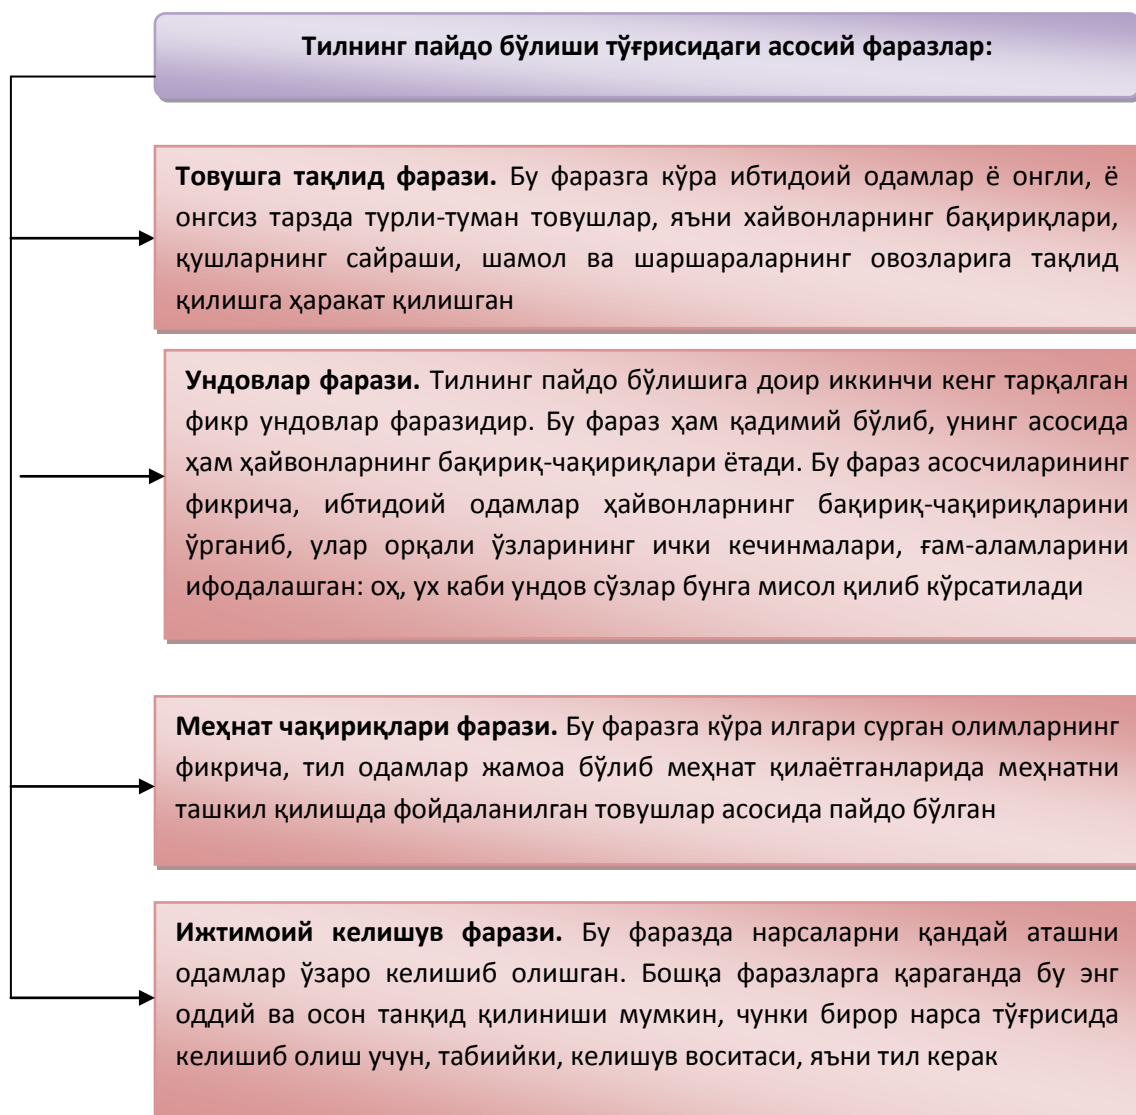 Тилнинг пайдо бўлиши тўғрисидаги асосий фаразлар:
Товушга тақлид фарази. Бу фаразга кўра ибтидоий одамлар ё онгли, ё
онгсиз тарзда турли-туман товушлар, яъни хайвонларнинг бақириқлари,
қушларнинг сайраши, шамол ва шаршараларнинг овозларига тақлид
қилишга ҳаракат қилишган
Ундовлар фарази. Тилнинг пайдо бўлишига доир иккинчи кенг тарқалган
фикр ундовлар фаразидир. Бу фараз ҳам қадимий бўлиб, унинг асосида
ҳам ҳайвонларнинг бақириқ-чақириқлари ётади. Бу фараз асосчиларининг
фикрича, ибтидоий одамлар ҳайвонларнинг бақириқ-чақириқларини
ўрганиб, улар орқали ўзларининг ички кечинмалари, ғам-аламларини
ифодалашган: оҳ, ух каби ундов сўзлар бунга мисол қилиб кўрсатилади
Меҳнат чақириқлари фарази. Бу фаразга кўра илгари сурган олимларнинг
фикрича, тил одамлар жамоа бўлиб меҳнат қилаётганларида меҳнатни
ташкил қилишда фойдаланилган товушлар асосида пайдо бўлган
Ижтимоий келишув фарази. Бу фаразда нарсаларни қандай аташни
одамлар ўзаро келишиб олишган. Бошқа фаразларга қараганда бу энг
оддий ва осон танқид қилиниши мумкин, чунки бирор нарса тўғрисида
келишиб олиш учун, табиийки, келишув воситаси, яъни тил керак